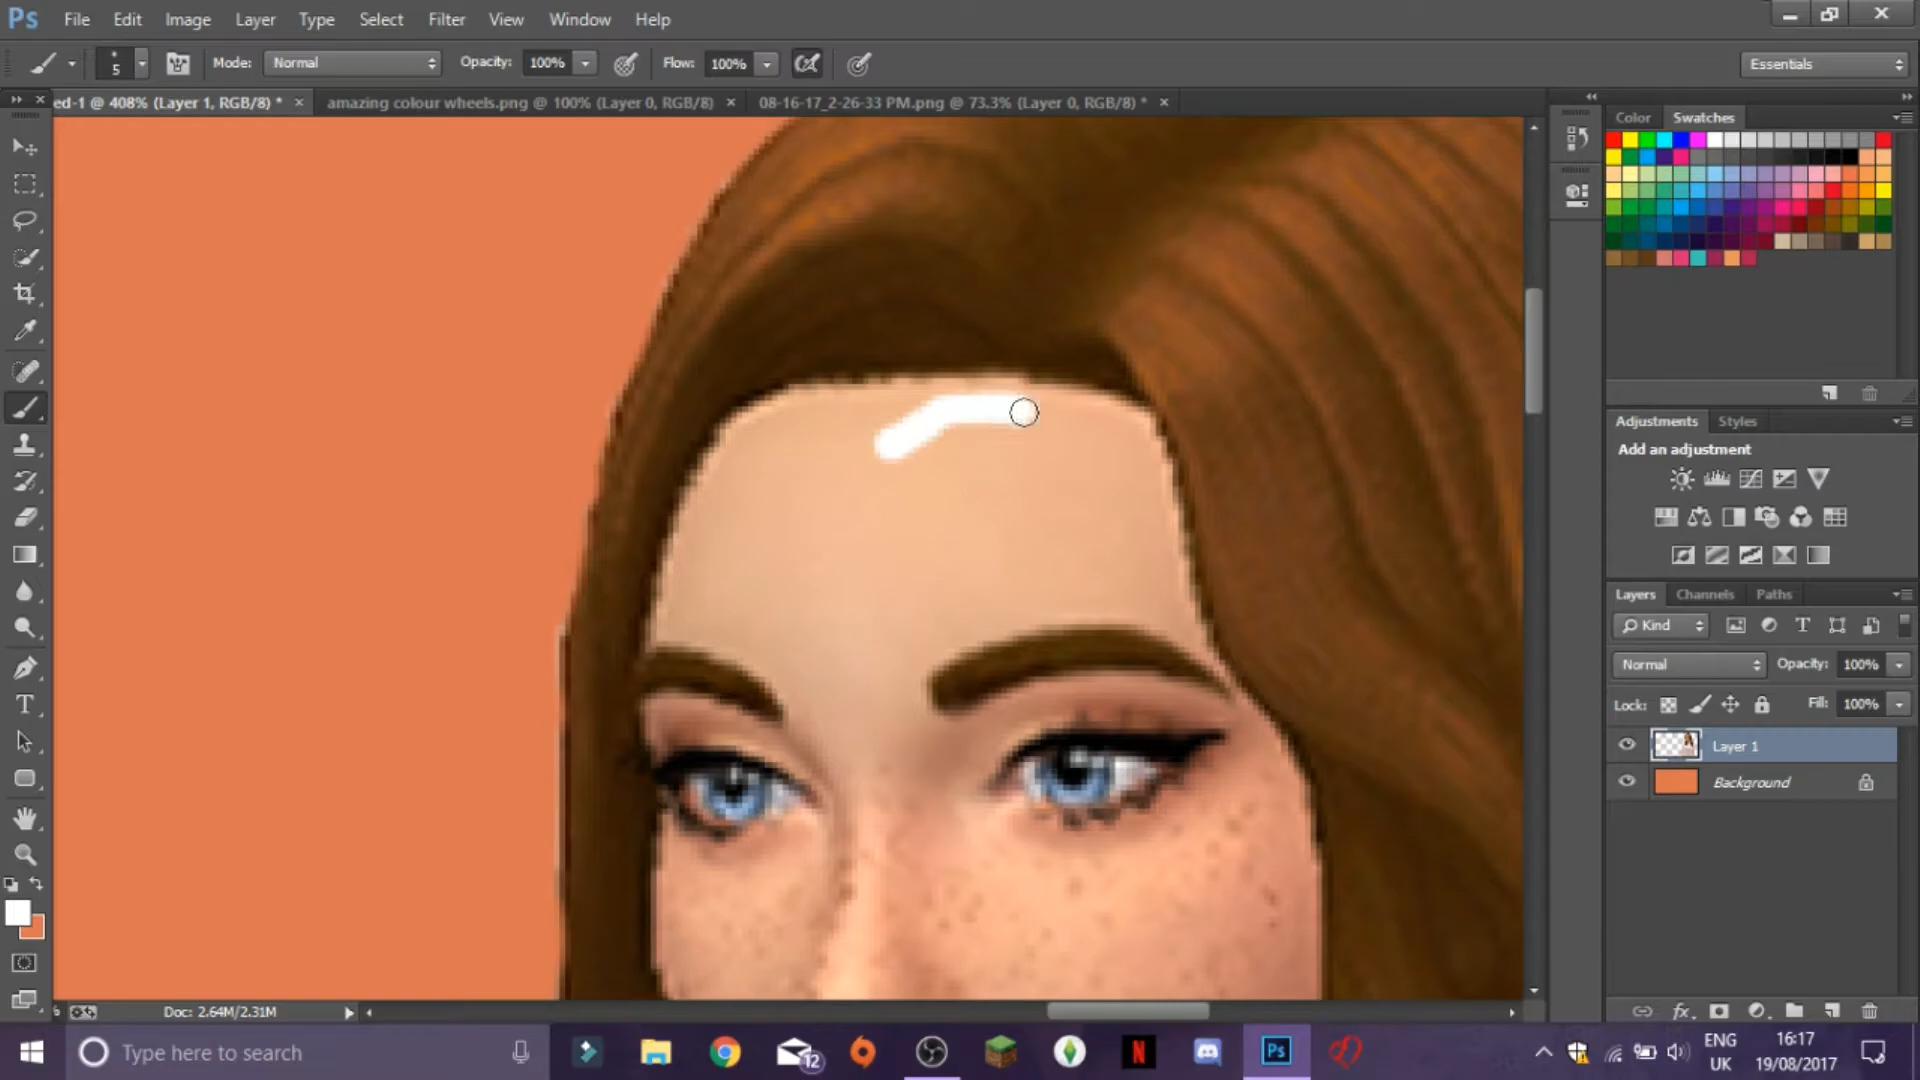 Ps File Edit Image Layer Type Select Filter View Window Help
5 Mode: Normal Opacity: 100% Flow: 100% Essentials
ed-1 @ 408% (Layer 1, RGB/8) * × amazing colour wheels.png @ 100% (Layer 0, RGB/8) × 08-16-17_2-26-33 PM.png @ 73.3% (Layer 0, RGB/8) * ×
Color Swatches
Adjustments Styles
Add an adjustment
Layers Channels Paths
Kind
Normal Opacity: 100%
Lock: Fill: 100%
Layer 1
Background
Doc: 2.64M/2.31M
fx
Type here to search
12
N
Ps
ENG
UK
16:17
19/08/2017